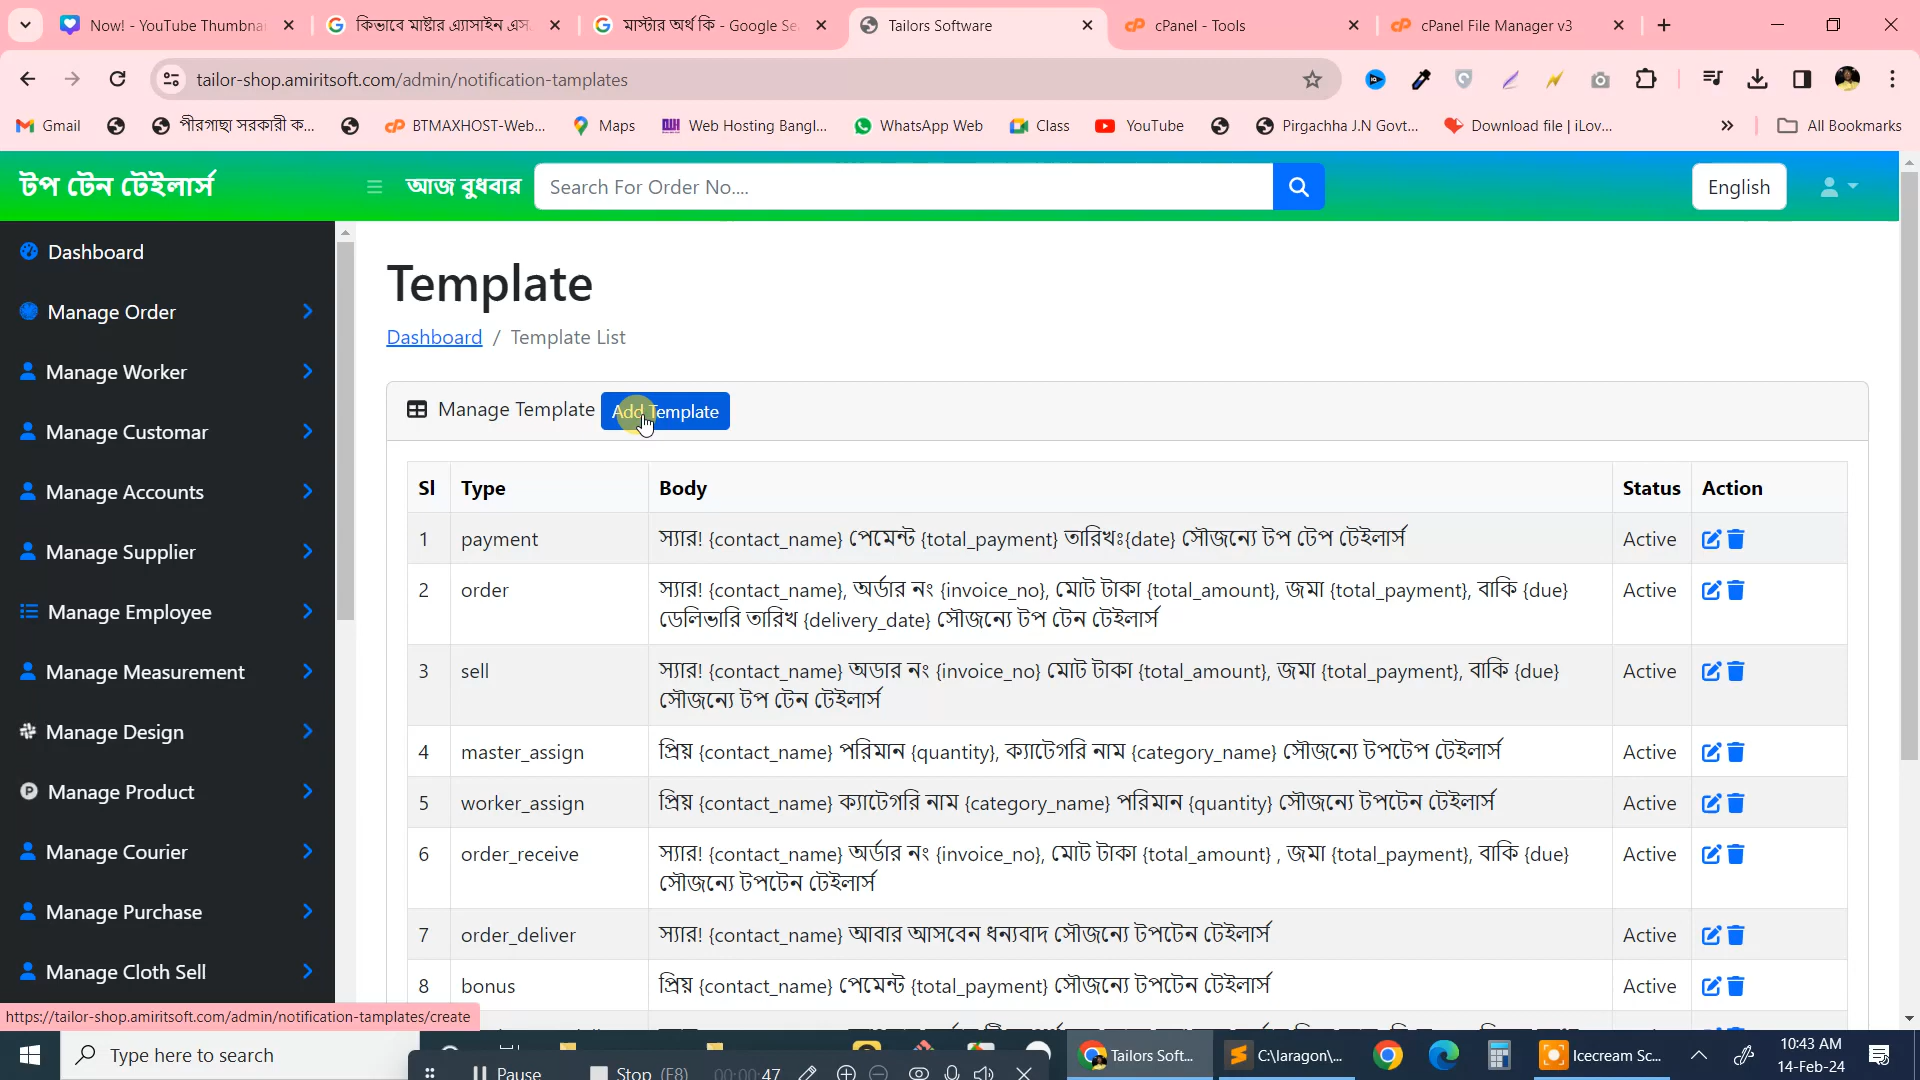 Now! - YouTube Thumbna
কিভাবে মাষ্টার এ্যাসাইন এস
মাস্টার অর্থ কি - Google Se
Tailors Software
cPanel - Tools
cPanel File Manager v3
tailor-shop.amiritsoft.com/admin/notification-tamplates
Gmail
পীরগাছা সরকারী ক...
BTMAXHOST-Web...
Maps
Web Hosting Bangl...
WhatsApp Web
Class
YouTube
Pirgachha J.N Govt...
Download file | iLov...
All Bookmarks
টপ টেন টেইলার্স
আজ বুধবার
Search For Order No....
English
Dashboard
Manage Order
Manage Worker
Manage Customar
Manage Accounts
Manage Supplier
Manage Employee
Manage Measurement
Manage Design
Manage Product
Manage Courier
Manage Purchase
Manage Cloth Sell
Template
Dashboard / Template List
Manage Template Add Template
Sl Type Body Status Action
1 payment স্যার! {contact_name} পেমেন্ট {total_payment} তারিখঃ{date} সৌজন্যে টপ টেপ টেইলার্স Active
2 order স্যার! {contact_name}, অর্ডার নং {invoice_no}, মোট টাকা {total_amount}, জমা {total_payment}, বাকি {due} Active
ডেলিভারি তারিখ {delivery_date} সৌজন্যে টপ টেন টেইলার্স
3 sell স্যার! {contact_name} অডার নং {invoice_no} মোট টাকা {total_amount}, জমা {total_payment}, বাকি {due} Active
সৌজন্যে টপ টেন টেইলার্স
4 master_assign প্রিয় {contact_name} পরিমান {quantity}, ক্যাটেগরি নাম {category_name} সৌজন্যে টপটেপ টেইলার্স Active
5 worker_assign প্রিয় {contact_name} ক্যাটেগরি নাম {category_name} পরিমান {quantity} সৌজন্যে টপটেন টেইলার্স Active
6 order_receive স্যার! {contact_name} অর্ডার নং {invoice_no}, মোট টাকা {total_amount} , জমা {total_payment}, বাকি {due} Active
সৌজন্যে টপটেন টেইলার্স
7 order_deliver স্যার! {contact_name} আবার আসবেন ধন্যবাদ সৌজন্যে টপটেন টেইলার্স Active
8 bonus প্রিয় {contact_name} পেমেন্ট {total_payment} সৌজন্যে টপটেন টেইলার্স Active
https://tailor-shop.amiritsoft.com/admin/notification-tamplates/create
Type here to search
Pause
Stop (F8)
00:00:47
Tailors Soft...
C:\laragon\...
Icecream Sc...
10:43 AM
14-Feb-24